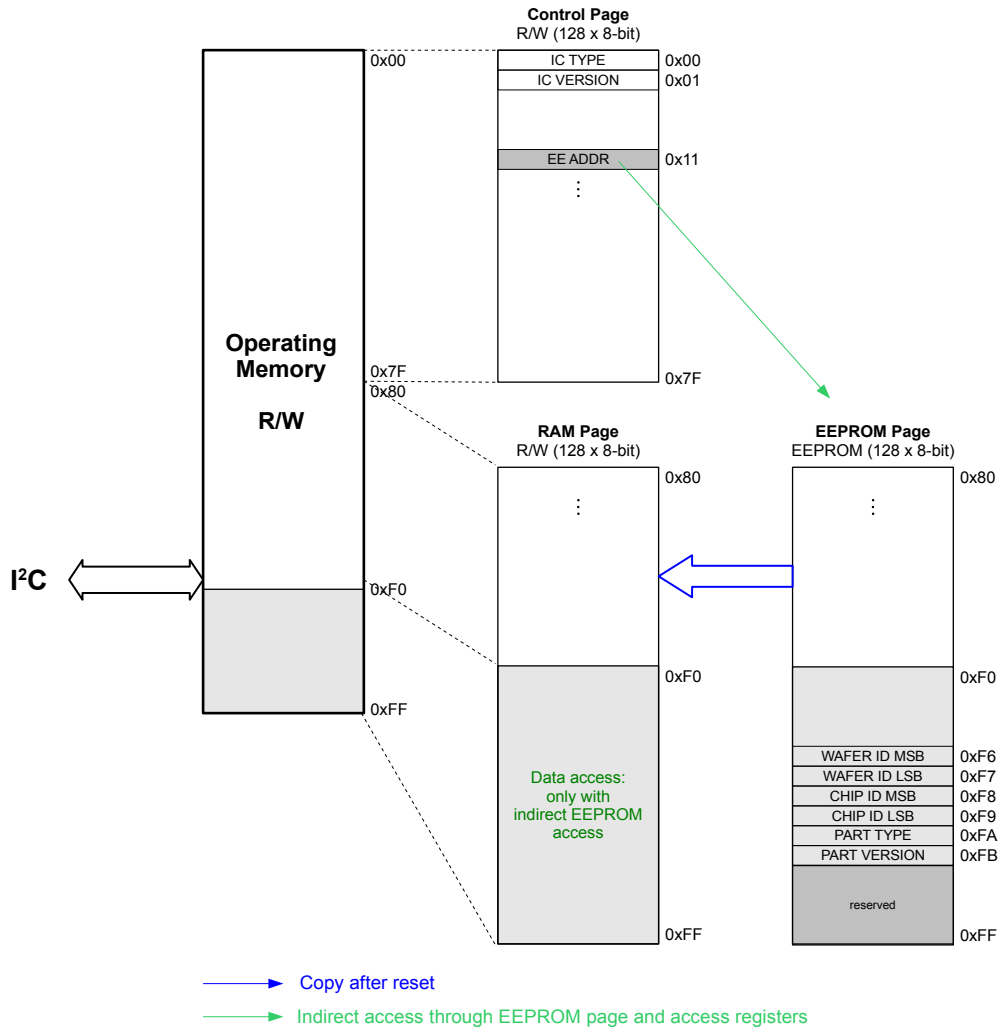 Control Page
R/W (128 x 8-bit)
0x00
IC TYPE 0x00
IC VERSION 0x01
EE ADDR 0x11
⋮
Operating
Memory
R/W
0x7F
0x80
0x7F
RAM Page
R/W (128 x 8-bit)
0x80
⋮
EEPROM Page
EEPROM (128 x 8-bit)
0x80
⋮
I²C
0xF0
0xFF
0xF0
Data access:
only with
indirect EEPROM
access
0xFF
0xF0
WAFER ID MSB 0xF6
WAFER ID LSB 0xF7
CHIP ID MSB 0xF8
CHIP ID LSB 0xF9
PART TYPE 0xFA
PART VERSION 0xFB
reserved
0xFF
Copy after reset
Indirect access through EEPROM page and access registers